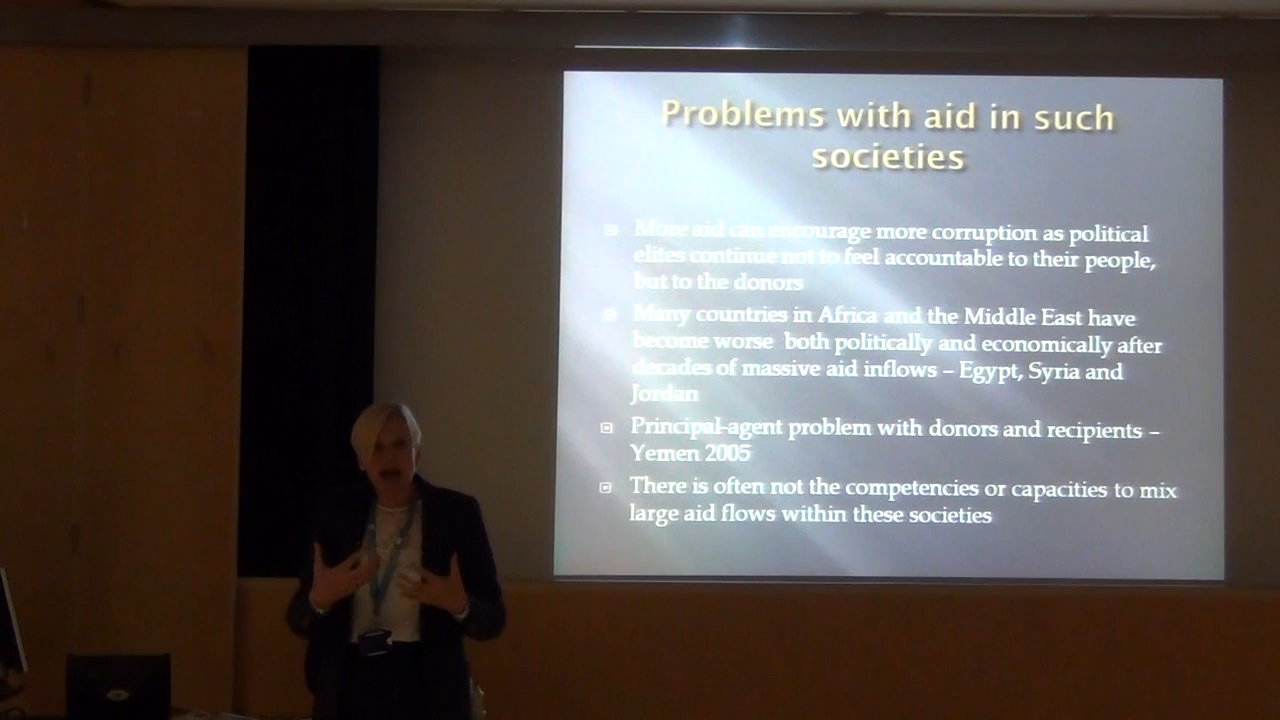 Problems with aid in such
societies
More aid can encourage more corruption as political
elites continue not to feel accountable to their people,
but to the donors
Many countries in Africa and the Middle East have
become worse both politically and economically after
decades of massive aid inflows – Egypt, Syria and
Jordan
Principal-agent problem with donors and recipients –
Yemen 2005
There is often not the competencies or capacities to mix
large aid flows within these societies